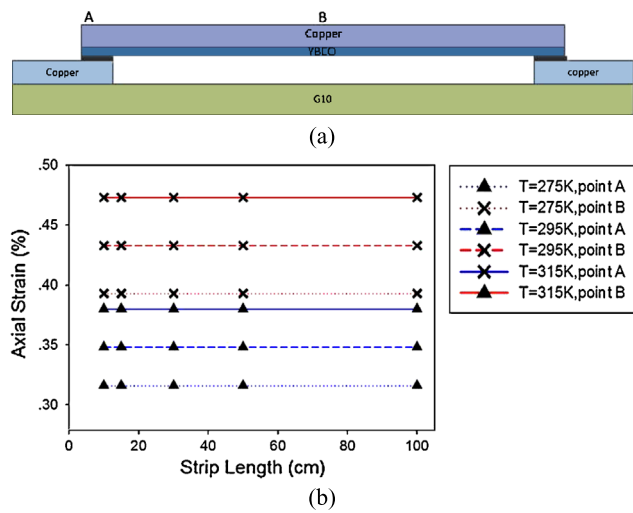 A B
Copper
YBCO
Copper copper
G10
(a)
.50
.45
.40
.35
.30
0 20 40 60 80 100
Axial Strain (%)
Strip Length (cm)
T=275K,point A
T=275K,point B
T=295K,point A
T=295K,point B
T=315K,point A
T=315K,point B
(b)